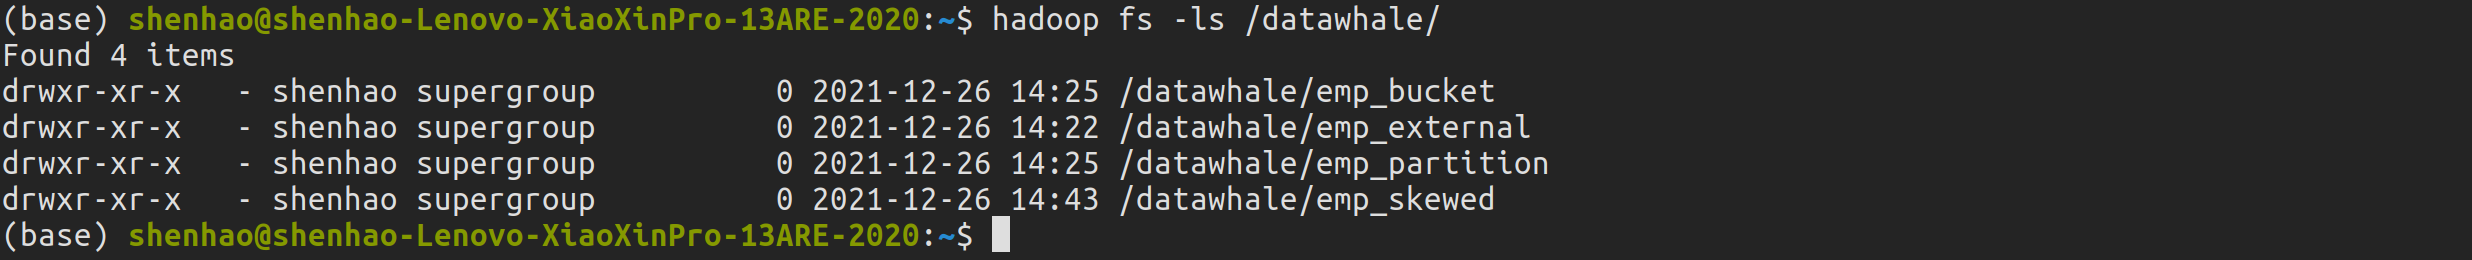 (base) shenhao@shenhao-Lenovo-XiaoXinPro-13ARE-2020:~$ hadoop fs -ls /datawhale/
Found 4 items
drwxr-xr-x   - shenhao supergroup          0 2021-12-26 14:25 /datawhale/emp_bucket
drwxr-xr-x   - shenhao supergroup          0 2021-12-26 14:22 /datawhale/emp_external
drwxr-xr-x   - shenhao supergroup          0 2021-12-26 14:25 /datawhale/emp_partition
drwxr-xr-x   - shenhao supergroup          0 2021-12-26 14:43 /datawhale/emp_skewed
(base) shenhao@shenhao-Lenovo-XiaoXinPro-13ARE-2020:~$